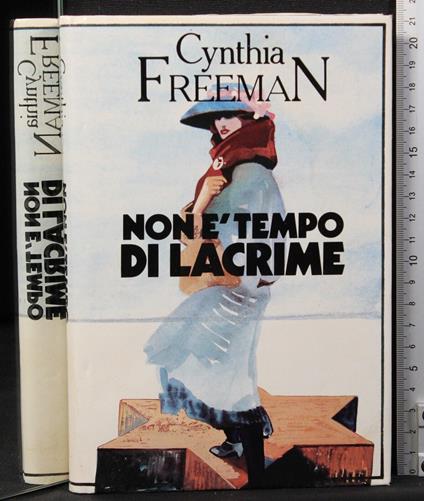 Cynthia
FREEMAN
NON E' TEMPO
DI LACRIME
Cynthia
FREEMAN
NON E' TEMPO
DI LACRIME